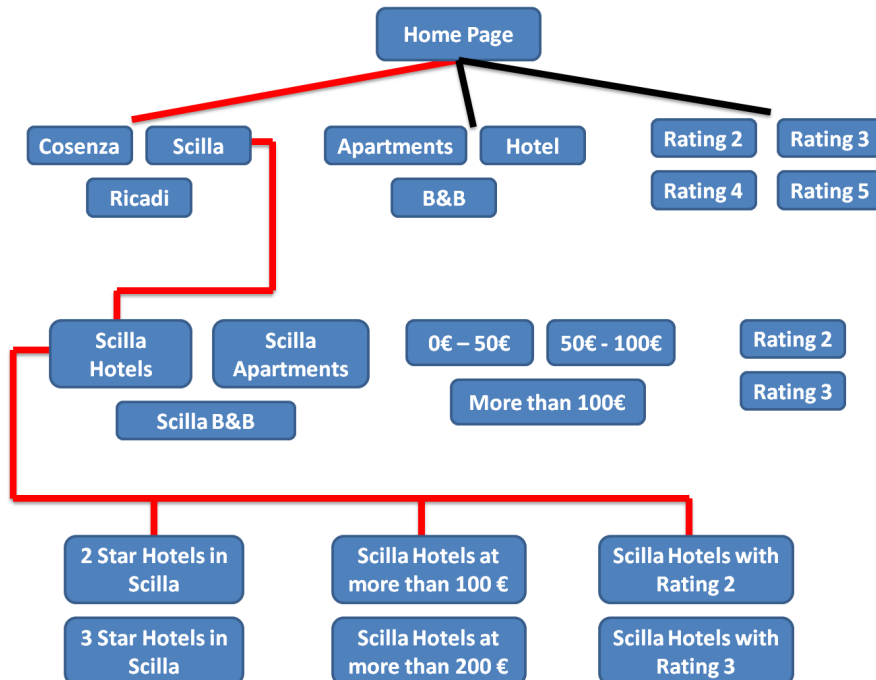 Home Page
Cosenza
Scilla
Ricadi
Apartments
Hotel
B&B
Rating 2
Rating 3
Rating 4
Rating 5
Scilla
Hotels
Scilla
Apartments
Scilla B&B
0€ – 50€
50€ - 100€
More than 100€
Rating 2
Rating 3
2 Star Hotels in
Scilla
Scilla Hotels at
more than 100 €
Scilla Hotels with
Rating 2
3 Star Hotels in
Scilla
Scilla Hotels at
more than 200 €
Scilla Hotels with
Rating 3